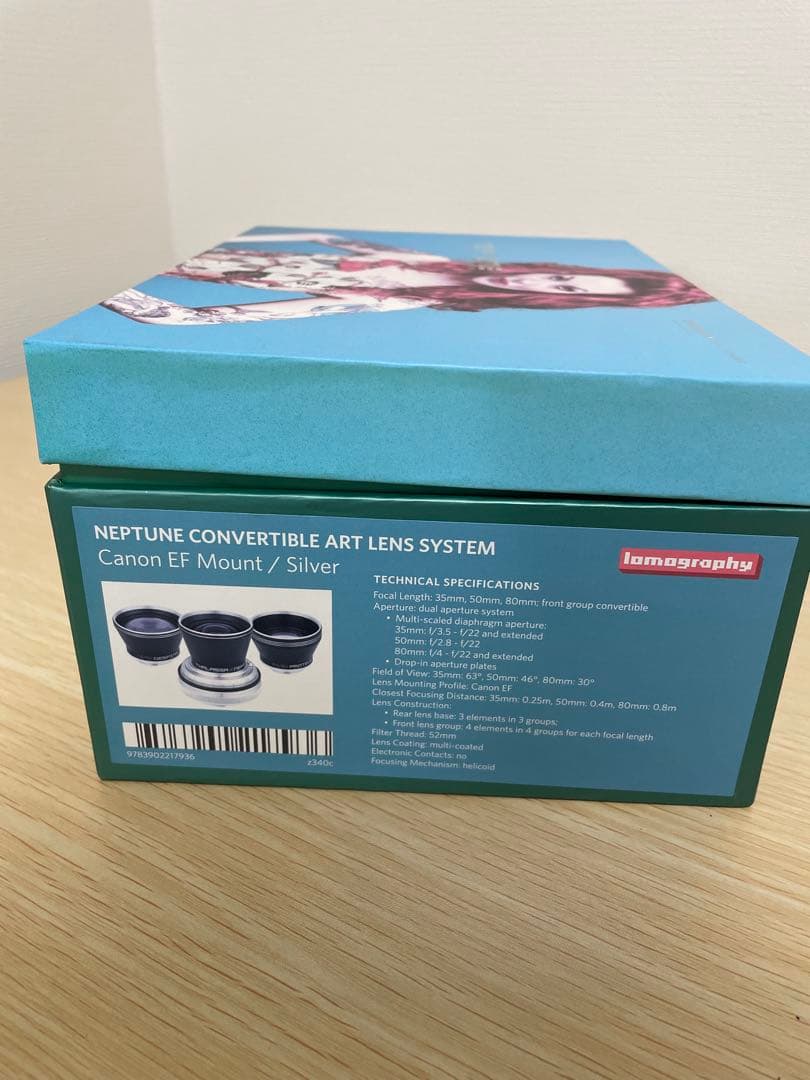 NEPTUNE CONVERTIBLE ART LENS SYSTEM
Canon EF Mount / Silver
lomography
TECHNICAL SPECIFICATIONS
Focal Length: 35mm, 50mm, 80mm; front group convertible
Aperture: dual aperture system
• Multi-scaled diaphragm aperture:
35mm: f/3.5 - f/22 and extended
50mm: f/2.8 - f/22
80mm: f/4 - f/22 and extended
• Drop-in aperture plates
Field of View: 35mm: 63°, 50mm: 46°, 80mm: 30°
Lens Mounting Profile: Canon EF
Closest Focusing Distance: 35mm: 0.25m, 50mm: 0.4m, 80mm: 0.8m
Lens Construction:
• Rear lens base: 3 elements in 3 groups;
• Front lens group: 4 elements in 4 groups for each focal length
Filter Thread: 52mm
Lens Coating: multi-coated
Electronic Contacts: no
Focusing Mechanism: helicoid
9783902217936
z340c